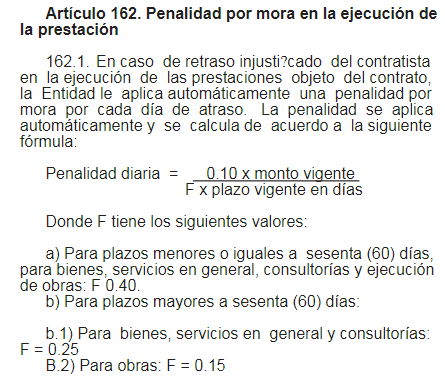 Artículo 162. Penalidad por mora en la ejecución de
la prestación
162.1. En caso de retraso injusti?cado del contratista
en la ejecución de las prestaciones objeto del contrato,
la Entidad le aplica automáticamente una penalidad por
mora por cada día de atraso. La penalidad se aplica
automáticamente y se calcula de acuerdo a la siguiente
fórmula:
Penalidad diaria = 0.10 x monto vigente
F x plazo vigente en días
Donde F tiene los siguientes valores:
a) Para plazos menores o iguales a sesenta (60) días,
para bienes, servicios en general, consultorías y ejecución
de obras: F 0.40.
b) Para plazos mayores a sesenta (60) días:
b.1) Para bienes, servicios en general y consultorías:
F = 0.25
B.2) Para obras: F = 0.15